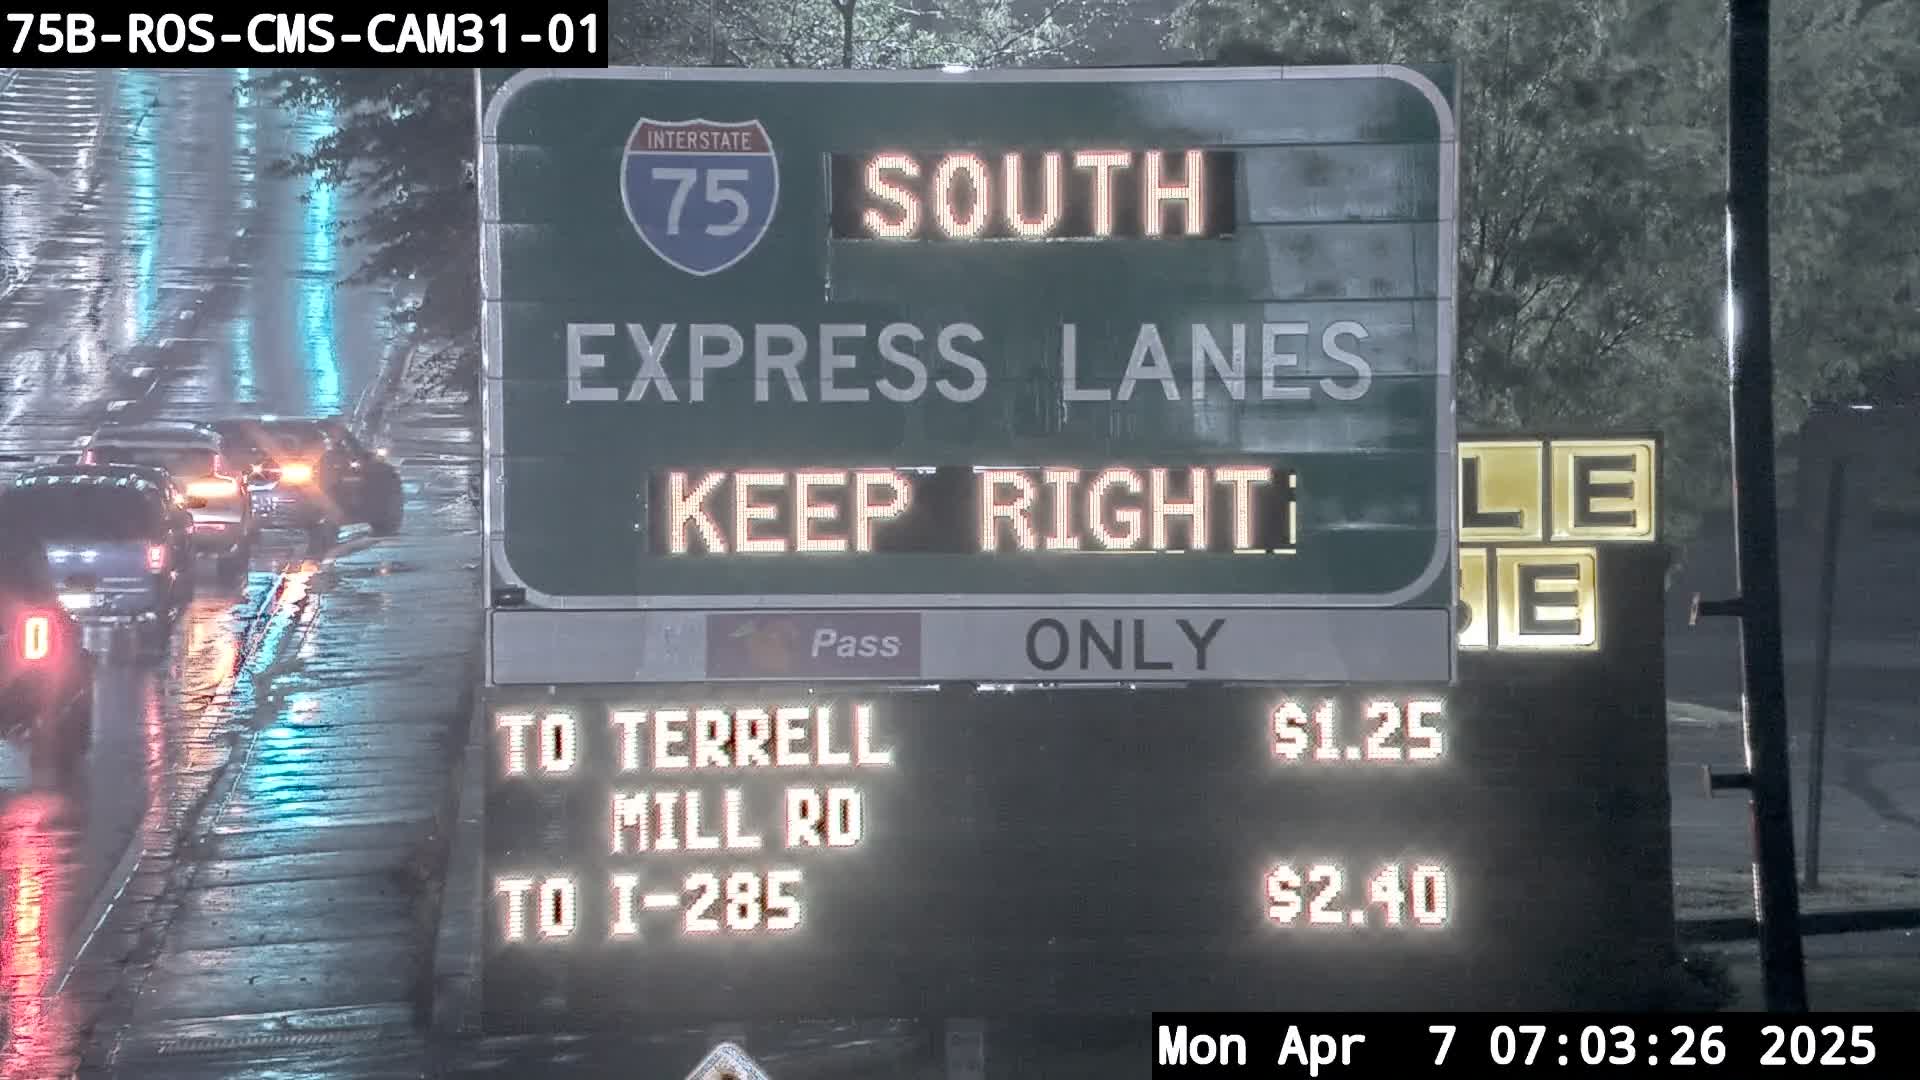 75B-ROS-CMS-CAM31-01
INTERSTATE
75
SOUTH
EXPRESS LANES
KEEP RIGHT
LE
E
Pass ONLY
TO TERRELL $1.25
MILL RD
TO I-285 $2.40
Mon Apr 7 07:03:26 2025